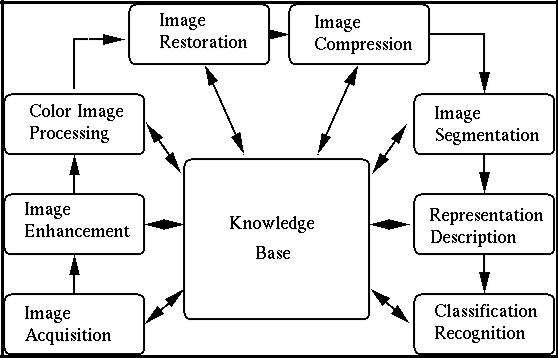 Image
Restoration
Image
Compression
Color Image
Processing
Image
Segmentation
Knowledge
Base
Image
Enhancement
Representation
Description
Image
Acquisition
Classification
Recognition